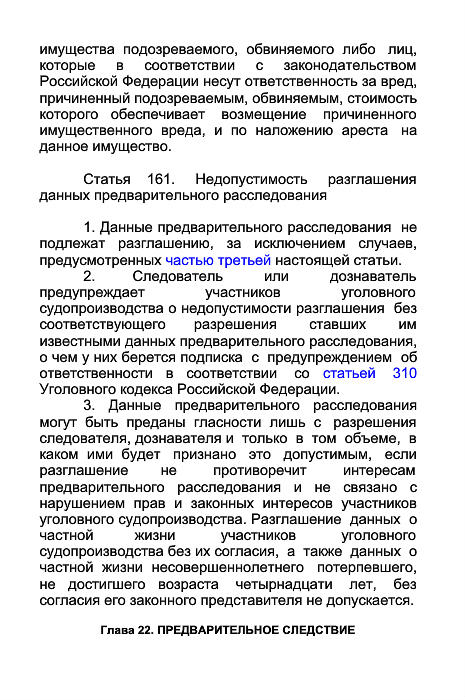 имущества подозреваемого, обвиняемого либо лиц,
которые в соответствии с законодательством
Российской Федерации несут ответственность за вред,
причиненный подозреваемым, обвиняемым, стоимость
которого обеспечивает возмещение причиненного
имущественного вреда, и по наложению ареста на
данное имущество.
Статья 161. Недопустимость разглашения
данных предварительного расследования
1. Данные предварительного расследования не
подлежат разглашению, за исключением случаев,
предусмотренных частью третьей настоящей статьи.
2. Следователь или дознаватель
предупреждает участников уголовного
судопроизводства о недопустимости разглашения без
соответствующего разрешения ставших им
известными данных предварительного расследования,
о чем у них берется подписка с предупреждением об
ответственности в соответствии со статьей 310
Уголовного кодекса Российской Федерации.
3. Данные предварительного расследования
могут быть преданы гласности лишь с разрешения
следователя, дознавателя и только в том объеме, в
каком ими будет признано это допустимым, если
разглашение не противоречит интересам
предварительного расследования и не связано с
нарушением прав и законных интересов участников
уголовного судопроизводства. Разглашение данных о
частной жизни участников уголовного
судопроизводства без их согласия, а также данных о
частной жизни несовершеннолетнего потерпевшего,
не достигшего возраста четырнадцати лет, без
согласия его законного представителя не допускается.
Глава 22. ПРЕДВАРИТЕЛЬНОЕ СЛЕДСТВИЕ